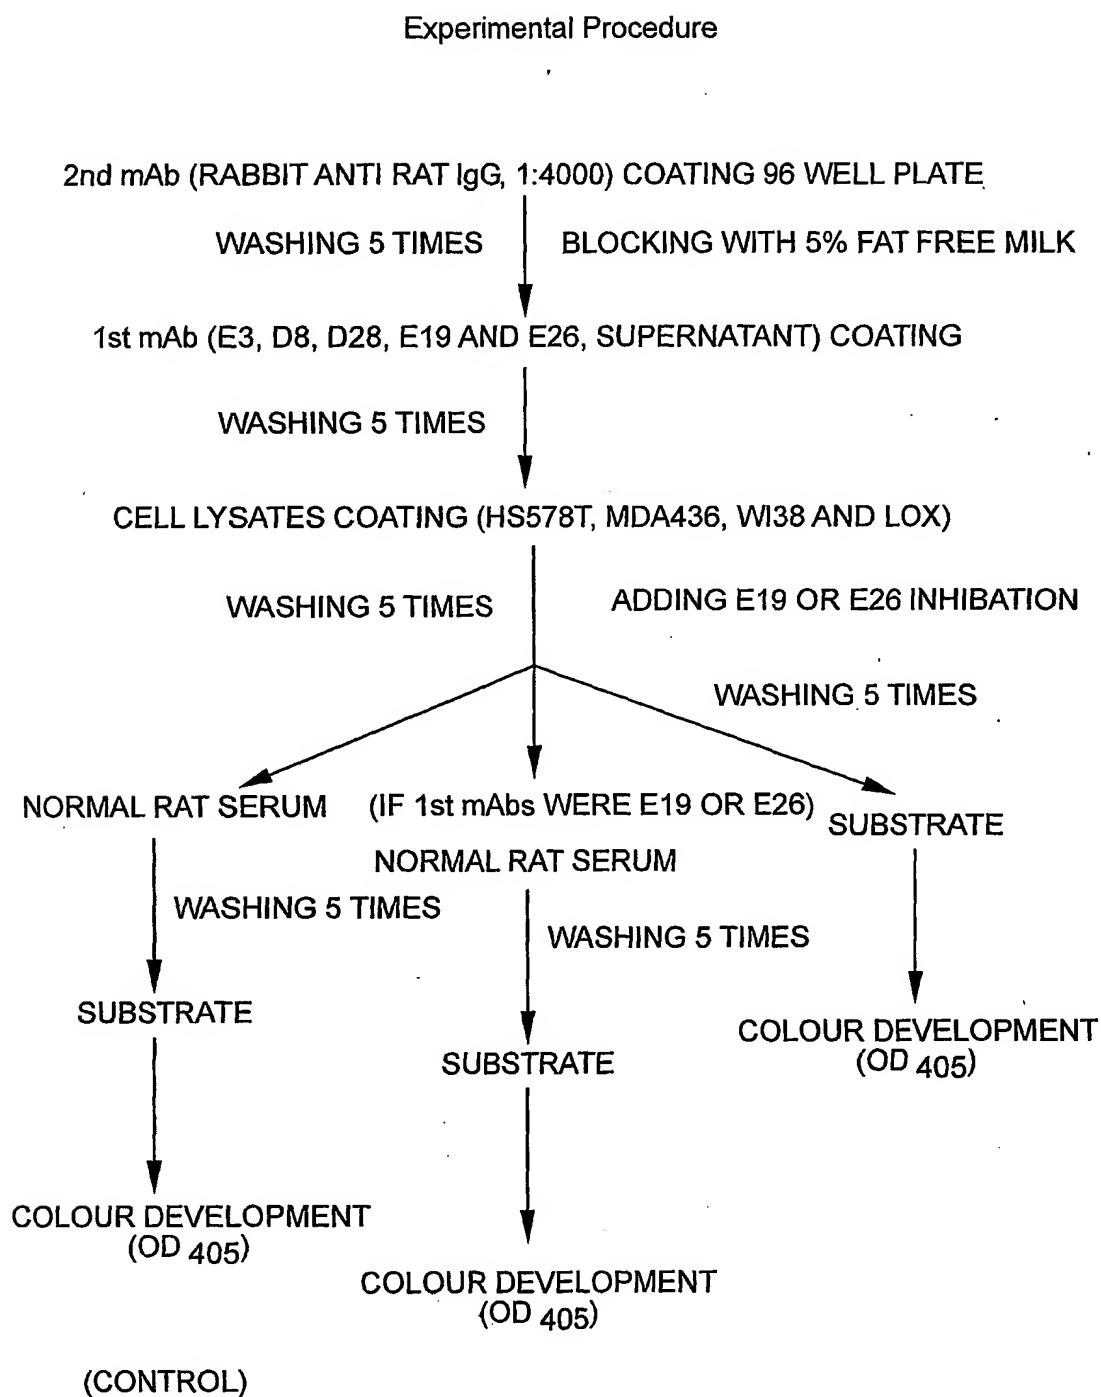 Experimental Procedure
2nd mAb (RABBIT ANTI RAT IgG, 1:4000) COATING 96 WELL PLATE
WASHING 5 TIMES
BLOCKING WITH 5% FAT FREE MILK
1st mAb (E3, D8, D28, E19 AND E26, SUPERNATANT) COATING
WASHING 5 TIMES
CELL LYSATES COATING (HS578T, MDA436, WI38 AND LOX)
WASHING 5 TIMES
ADDING E19 OR E26 INHIBATION
WASHING 5 TIMES
NORMAL RAT SERUM
(IF 1st mAbs WERE E19 OR E26)
NORMAL RAT SERUM
SUBSTRATE
WASHING 5 TIMES
WASHING 5 TIMES
SUBSTRATE
SUBSTRATE
COLOUR DEVELOPMENT
(OD 405)
COLOUR DEVELOPMENT
(OD 405)
COLOUR DEVELOPMENT
(OD 405)
(CONTROL)